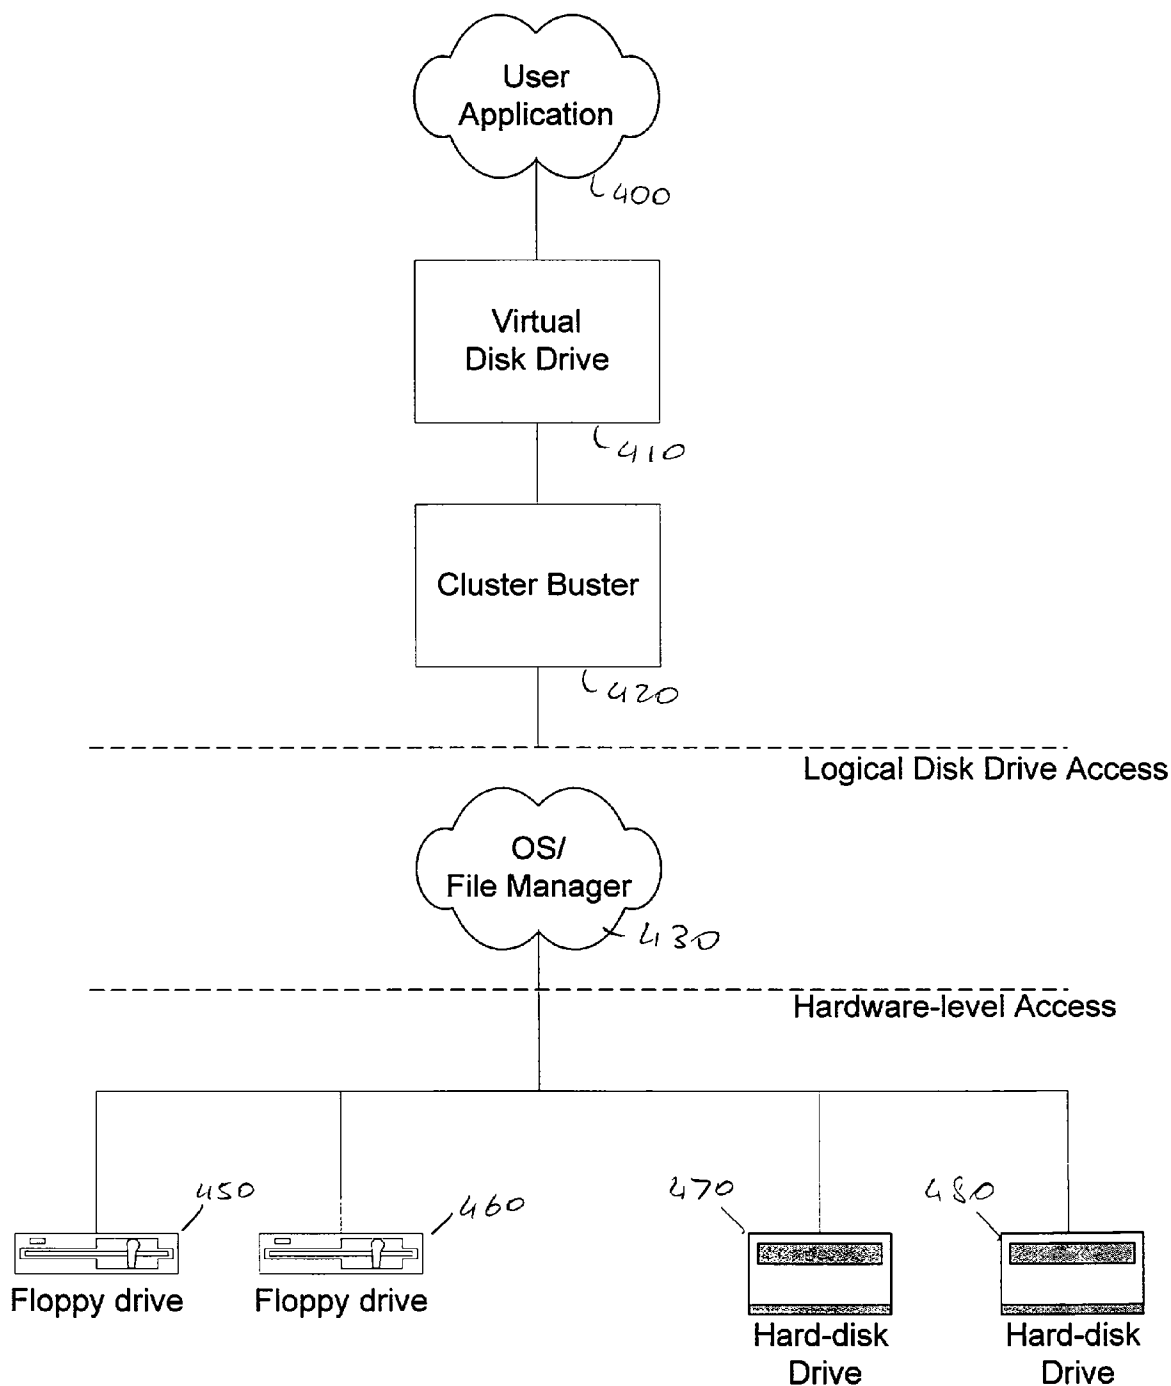 User
Application
400
Virtual
Disk Drive
410
Cluster Buster
420
Logical Disk Drive Access
OS/
File Manager
430
Hardware-level Access
450
460
470
480
Floppy drive
Floppy drive
Hard-disk
Drive
Hard-disk
Drive